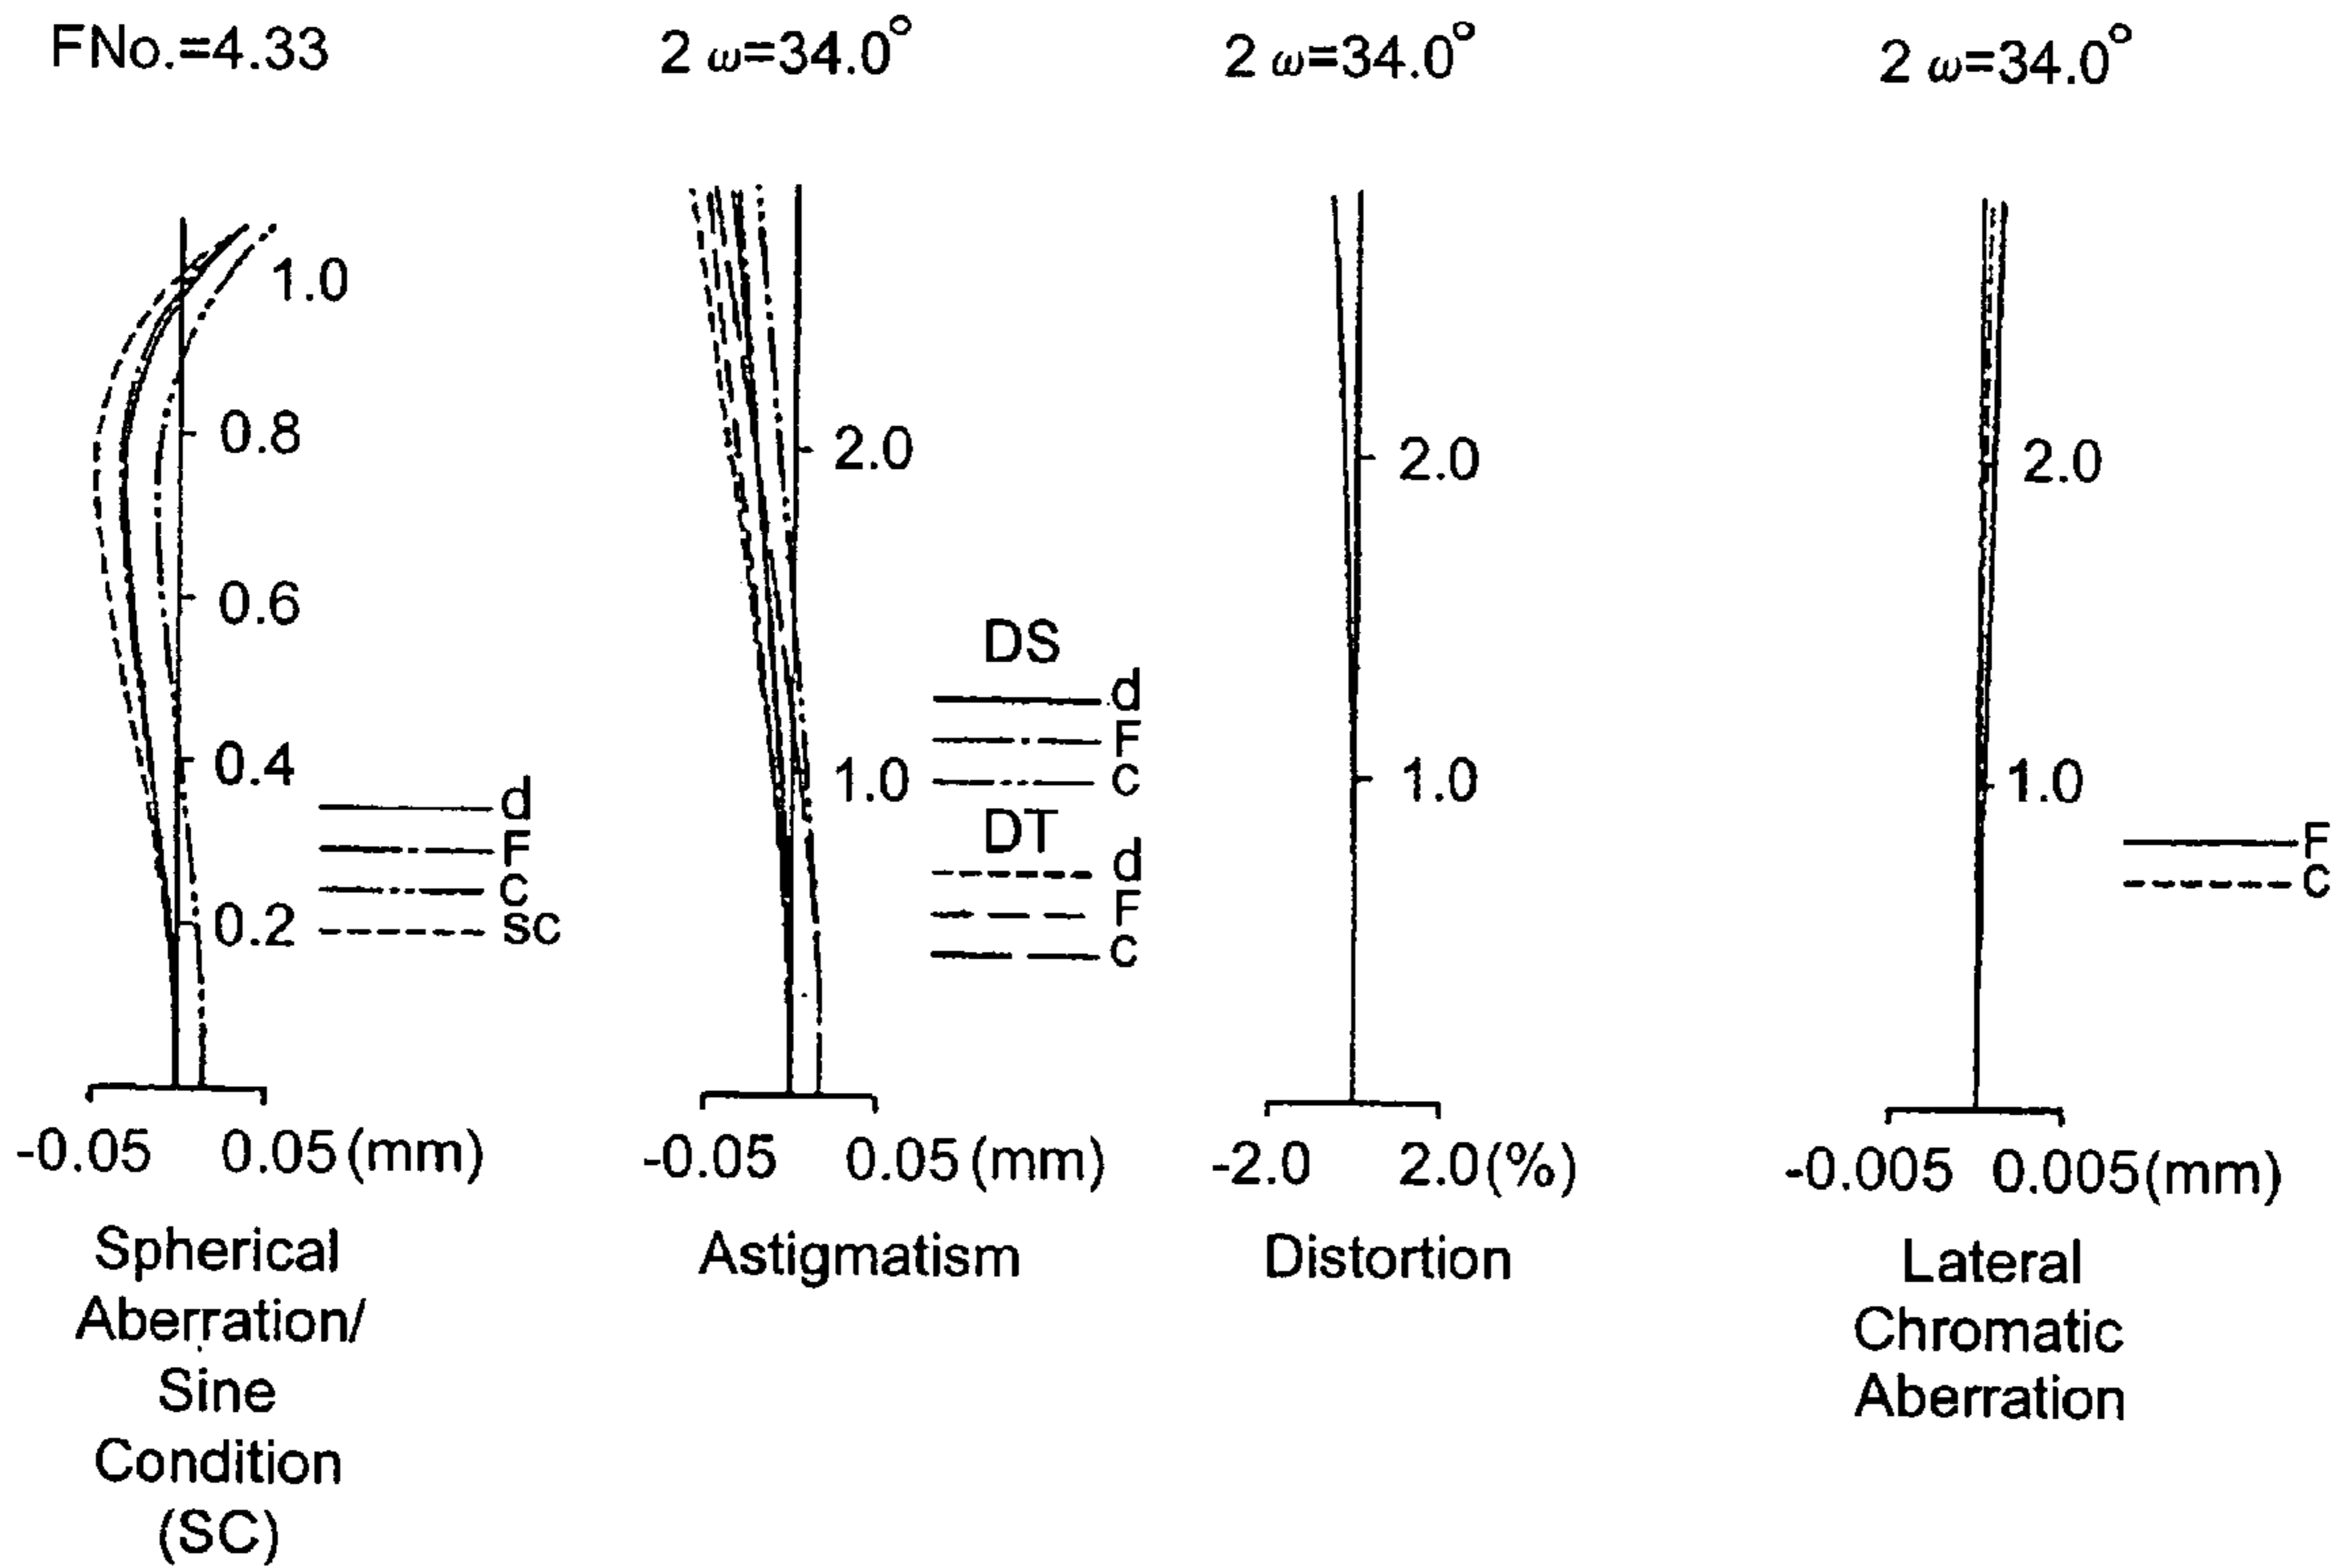 FNo.=4.33
1.0
0.8
0.6
0.4
0.2
d
F
C
SC
-0.05 0.05(mm)
Spherical
Aberration/
Sine
Condition
(SC)
2ω=34.0°
2.0
1.0
DS
d
F
C
DT
d
F
C
-0.05 0.05(mm)
Astigmatism
2ω=34.0°
2.0
1.0
-2.0 2.0(%)
Distortion
2ω=34.0°
2.0
1.0
F
C
-0.005 0.005(mm)
Lateral
Chromatic
Aberration